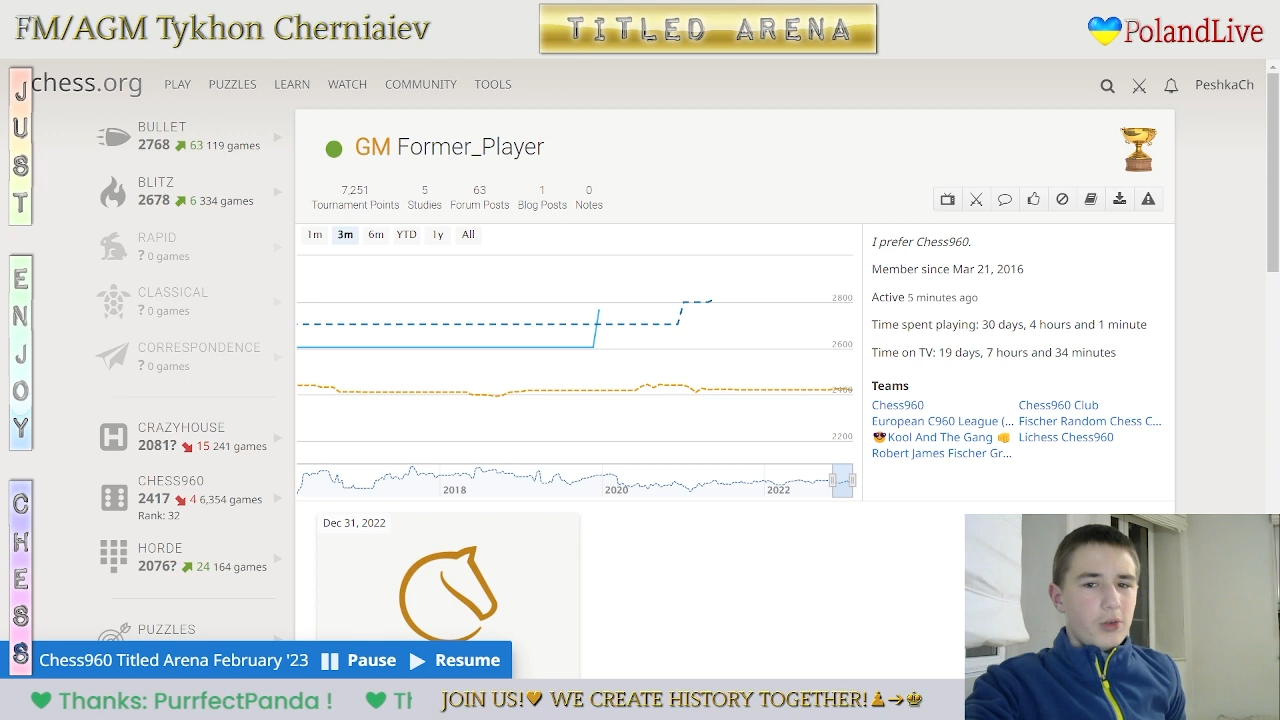 FM/AGM Tykhon Cherniaiev
TITLED ARENA
PolandLive
JUST
ENJOY
CHESS
chess.org PLAY PUZZLES LEARN WATCH COMMUNITY TOOLS PeshkaCh
BULLET
2768 63 119 games
BLITZ
2678 6 334 games
RAPID
? 0 games
CLASSICAL
? 0 games
CORRESPONDENCE
? 0 games
CRAZYHOUSE
2081? 15 241 games
CHESS960
2417 4 6,354 games
Rank: 32
HORDE
2076? 24 164 games
PUZZLES
GM Former_Player
7,251 5 63 1 0
Tournament Points Studies Forum Posts Blog Posts Notes
1m 3m 6m YTD 1y All
2800
2600
2400
2200
2018 2020 2022
I prefer Chess960.
Member since Mar 21, 2016
Active 5 minutes ago
Time spent playing: 30 days, 4 hours and 1 minute
Time on TV: 19 days, 7 hours and 34 minutes
Teams
Chess960 Chess960 Club
European C960 League (... Fischer Random Chess C...
😎Kool And The Gang 👊 Lichess Chess960
Robert James Fischer Gr...
Dec 31, 2022
Chess960 Titled Arena February '23 Pause Resume
Thanks: PurrfectPanda ! Tl
JOIN US!🧡 WE CREATE HISTORY TOGETHER!♟→♚